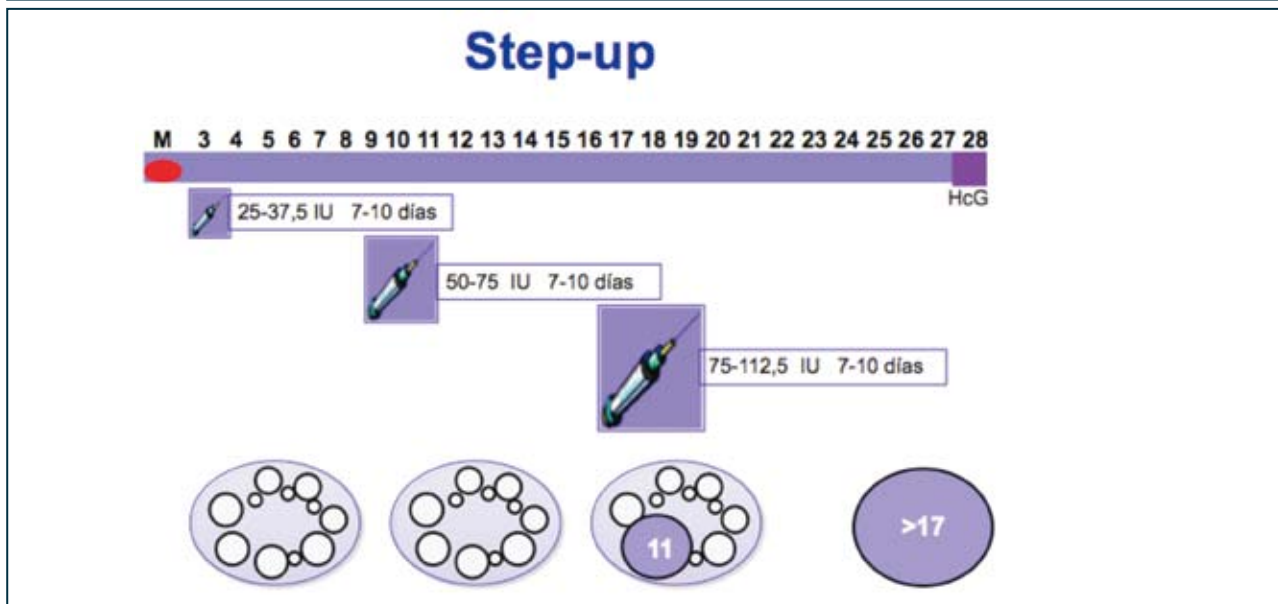 Step-up
M 3 4 5 6 7 8 9 10 11 12 13 14 15 16 17 18 19 20 21 22 23 24 25 26 27 28
HcG
25-37,5 IU 7-10 días
50-75 IU 7-10 días
75-112,5 IU 7-10 días
11
>17